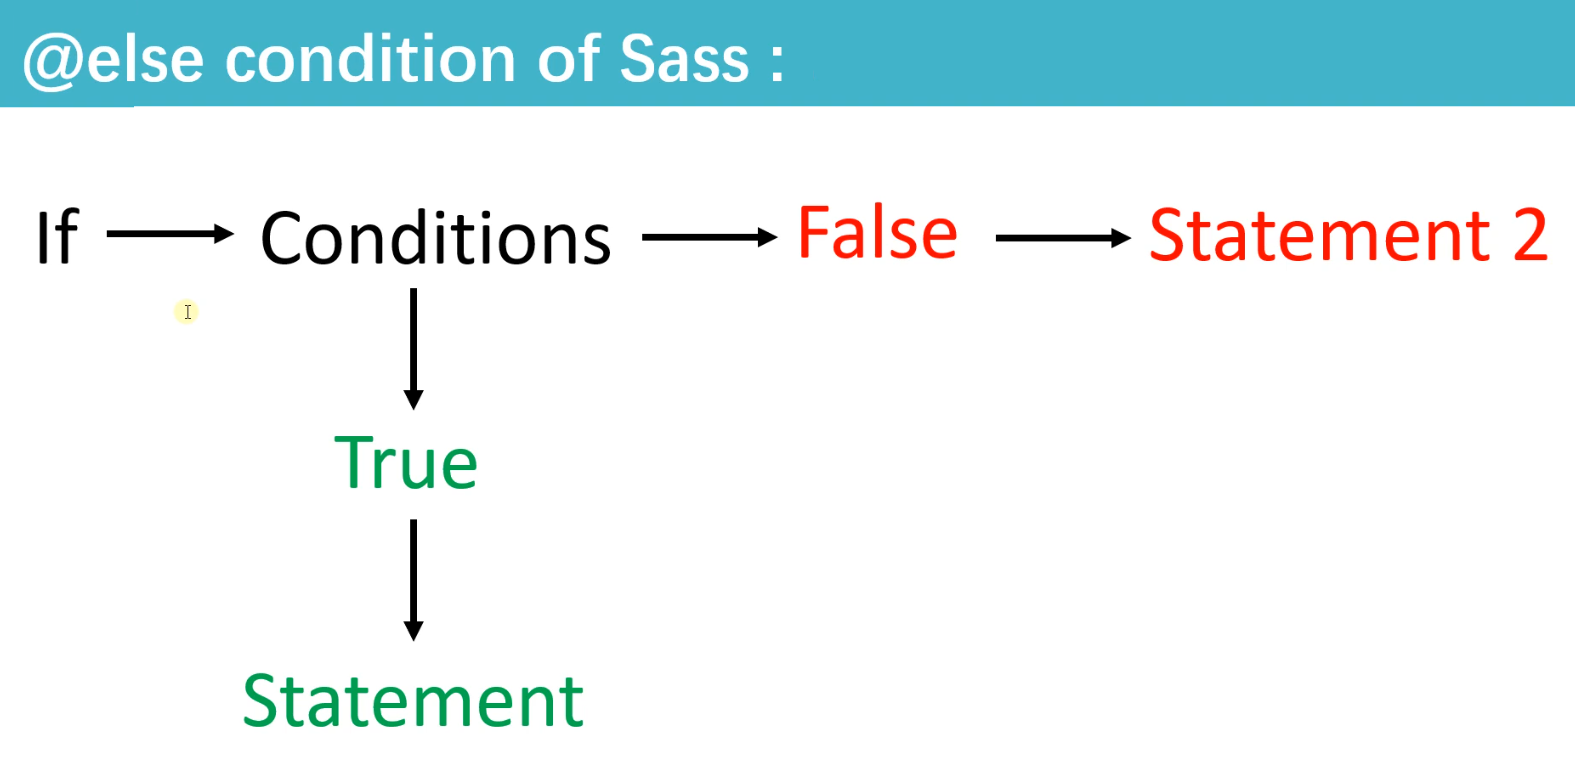 @else condition of Sass :
If Conditions False Statement 2
True
Statement